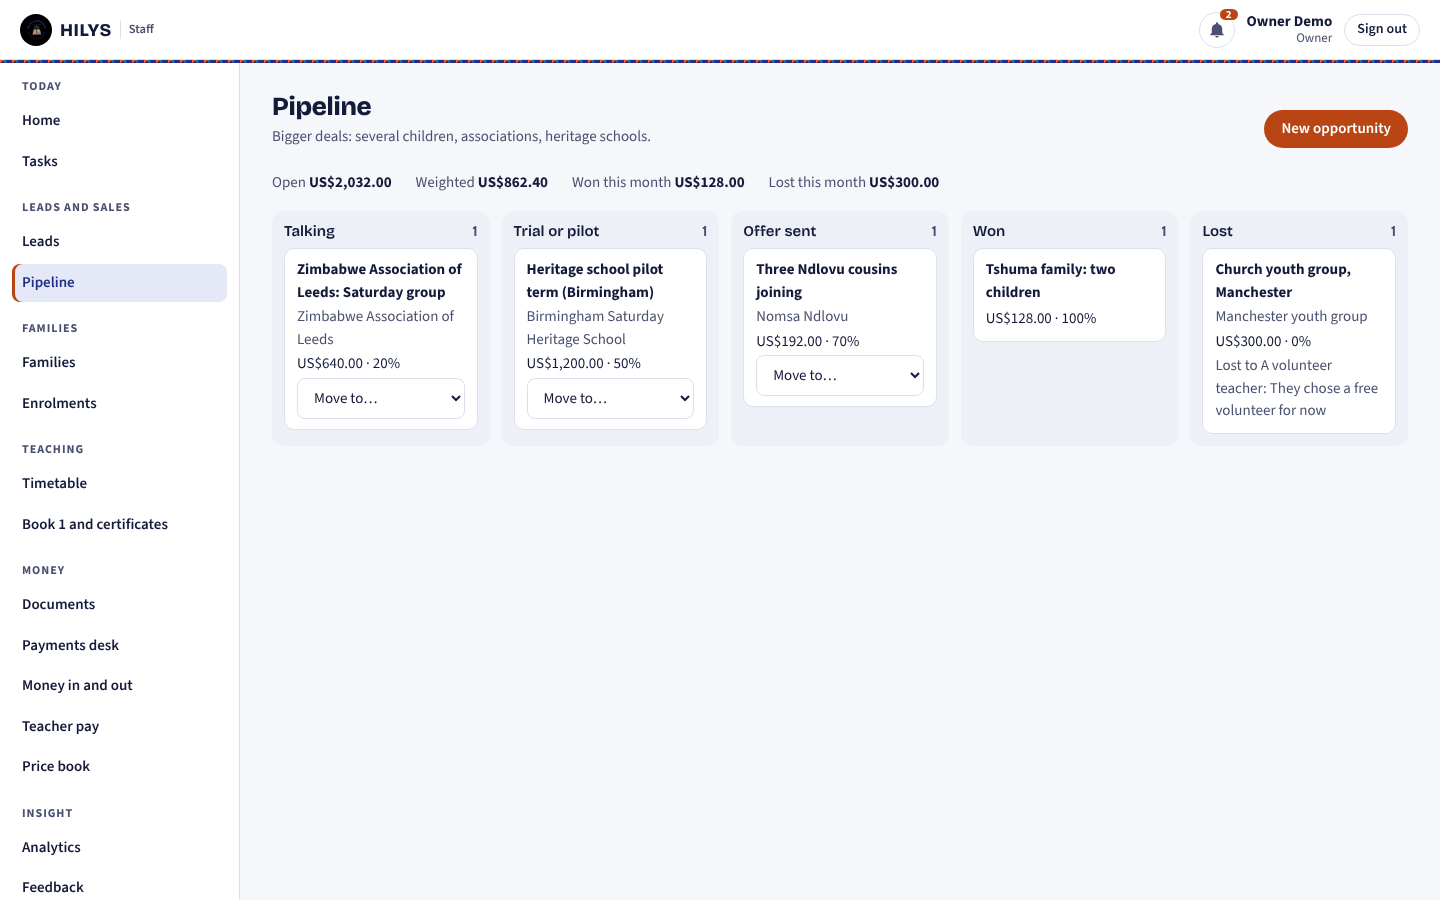 HILYS
Staff
2
Owner Demo
Owner
Sign out
TODAY
Home
Tasks
LEADS AND SALES
Leads
Pipeline
FAMILIES
Families
Enrolments
TEACHING
Timetable
Book 1 and certificates
MONEY
Documents
Payments desk
Money in and out
Teacher pay
Price book
INSIGHT
Analytics
Feedback
Pipeline
Bigger deals: several children, associations, heritage schools.
New opportunity
Open US$2,032.00
Weighted US$862.40
Won this month US$128.00
Lost this month US$300.00
Talking 1
Zimbabwe Association of
Leeds: Saturday group
Zimbabwe Association of
Leeds
US$640.00 · 20%
Move to…
Trial or pilot 1
Heritage school pilot
term (Birmingham)
Birmingham Saturday
Heritage School
US$1,200.00 · 50%
Move to…
Offer sent 1
Three Ndlovu cousins
joining
Nomsa Ndlovu
US$192.00 · 70%
Move to…
Won 1
Tshuma family: two
children
US$128.00 · 100%
Lost 1
Church youth group,
Manchester
Manchester youth group
US$300.00 · 0%
Lost to A volunteer
teacher: They chose a free
volunteer for now